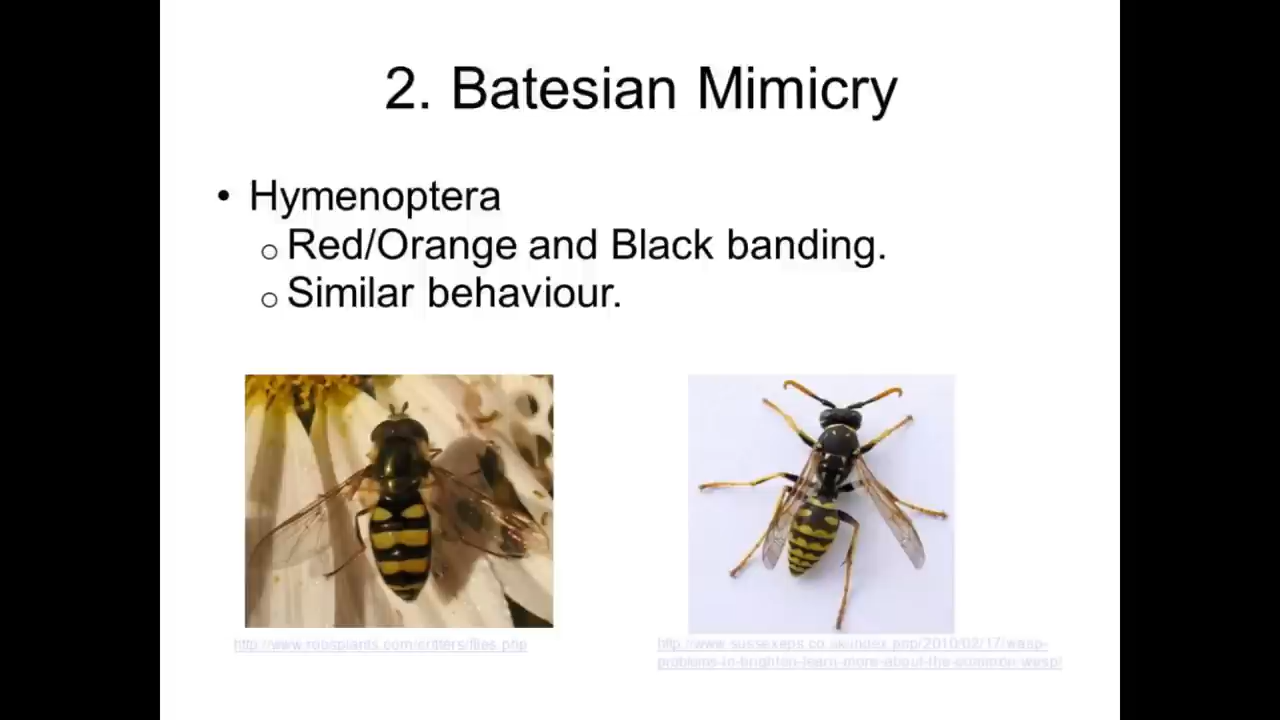 2. Batesian Mimicry
• Hymenoptera
o Red/Orange and Black banding.
o Similar behaviour.
http://www.robsplants.com/critters/flies.php
http://www.sussexeps.co.uk/index.php/2010/02/17/wasp-
problems-in-brighton-learn-more-about-the-common-wasp/